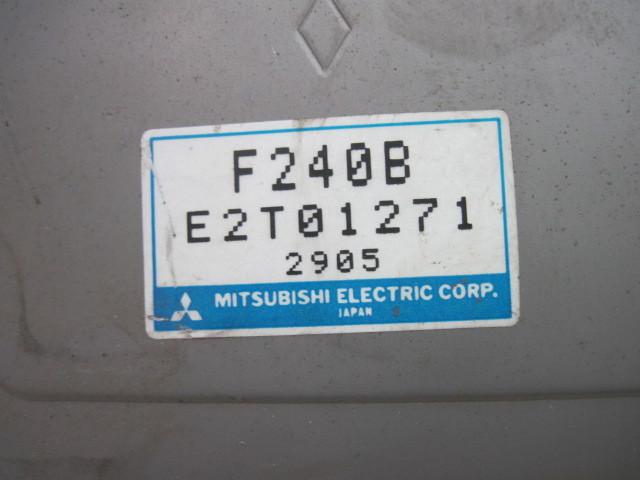 F240B
E2T01271
2905
MITSUBISHI ELECTRIC CORP.
JAPAN